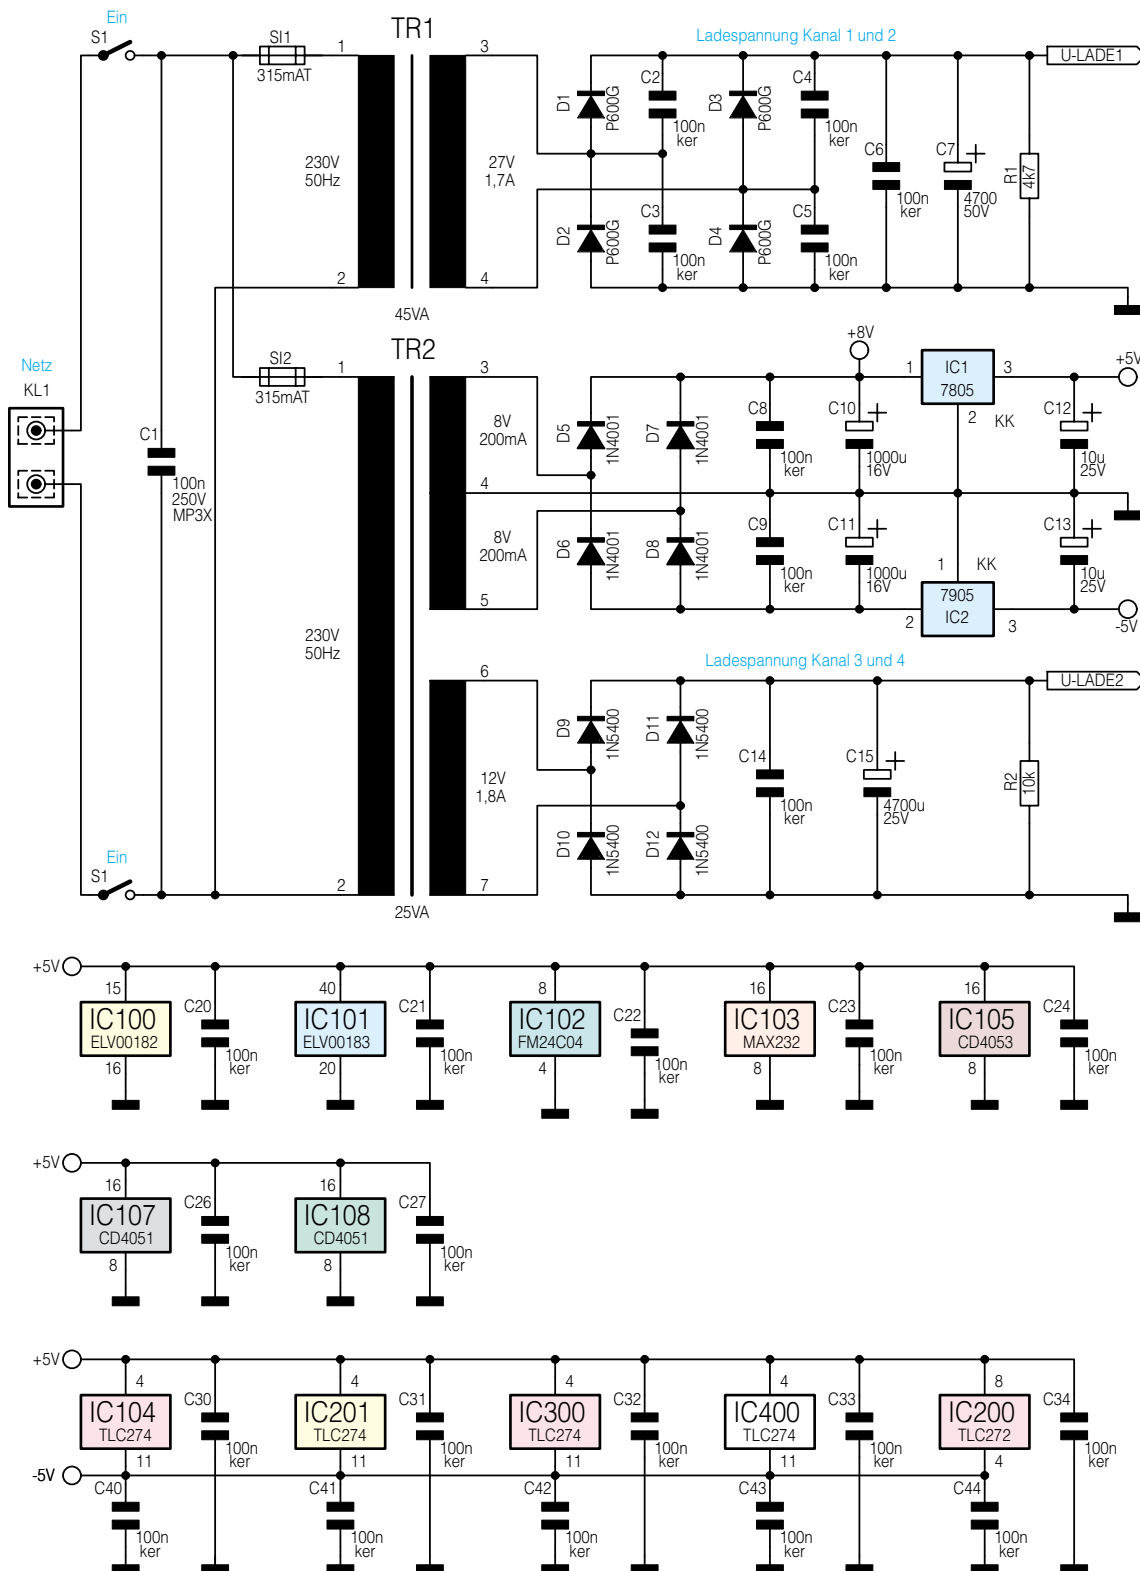 Ein
S1
SI1
315mAT
1
TR1
3
Ladespannung Kanal 1 und 2
U-LADE1
D1
P600G
C2
100n
ker
D3
P600G
C4
100n
ker
230V
50Hz
27V
1,7A
C6
100n
ker
C7
+
4700
50V
R1
4k7
D2
P600G
C3
100n
ker
D4
P600G
C5
100n
ker
2
4
45VA
Netz
KL1
C1
100n
250V
MP3X
SI2
315mAT
1
TR2
3
+8V
1
IC1
7805
3
+5V
2
KK
8V
200mA
D5
1N4001
D7
1N4001
C8
100n
ker
C10
+
1000u
16V
C12
+
10u
25V
4
8V
200mA
D6
1N4001
D8
1N4001
C9
100n
ker
C11
+
1000u
16V
1
KK
C13
+
10u
25V
5
2
7905
IC2
3
-5V
230V
50Hz
Ladespannung Kanal 3 und 4
6
U-LADE2
D9
1N5400
D11
1N5400
12V
1,8A
C14
100n
ker
C15
+
4700u
25V
R2
10k
D10
1N5400
D12
1N5400
Ein
S1
2
7
25VA
+5V
15
IC100
ELV00182
16
C20
100n
ker
40
IC101
ELV00183
20
C21
100n
ker
8
IC102
FM24C04
4
C22
100n
ker
16
IC103
MAX232
8
C23
100n
ker
16
IC105
CD4053
8
C24
100n
ker
+5V
16
IC107
CD4051
8
C26
100n
ker
16
IC108
CD4051
8
C27
100n
ker
+5V
4
IC104
TLC274
11
C30
100n
ker
4
IC201
TLC274
11
C31
100n
ker
4
IC300
TLC274
11
C32
100n
ker
4
IC400
TLC274
11
C33
100n
ker
8
IC200
TLC272
4
C34
100n
ker
-5V
C40
100n
ker
C41
100n
ker
C42
100n
ker
C43
100n
ker
C44
100n
ker